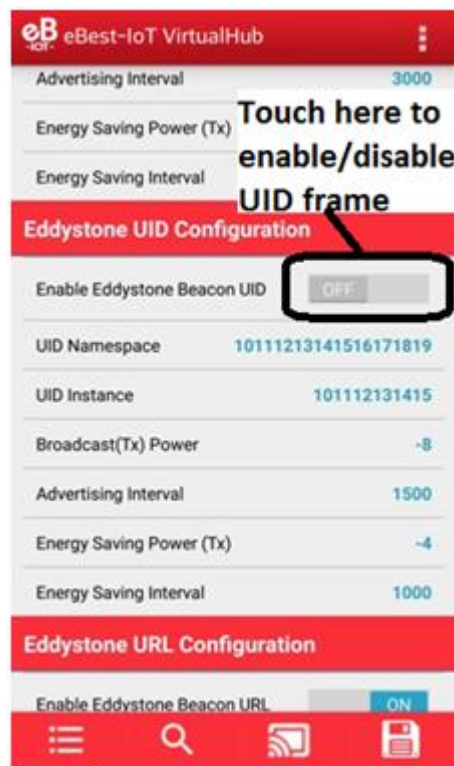 eB eBest-IoT VirtualHub
-IOT-
Advertising Interval 3000
Energy Saving Power (Tx)
Energy Saving Interval
Touch here to
enable/disable
UID frame
Eddystone UID Configuration
Enable Eddystone Beacon UID OFF
UID Namespace 10111213141516171819
UID Instance 101112131415
Broadcast(Tx) Power -8
Advertising Interval 1500
Energy Saving Power (Tx) -4
Energy Saving Interval 1000
Eddystone URL Configuration
Enable Eddystone Beacon URL ON